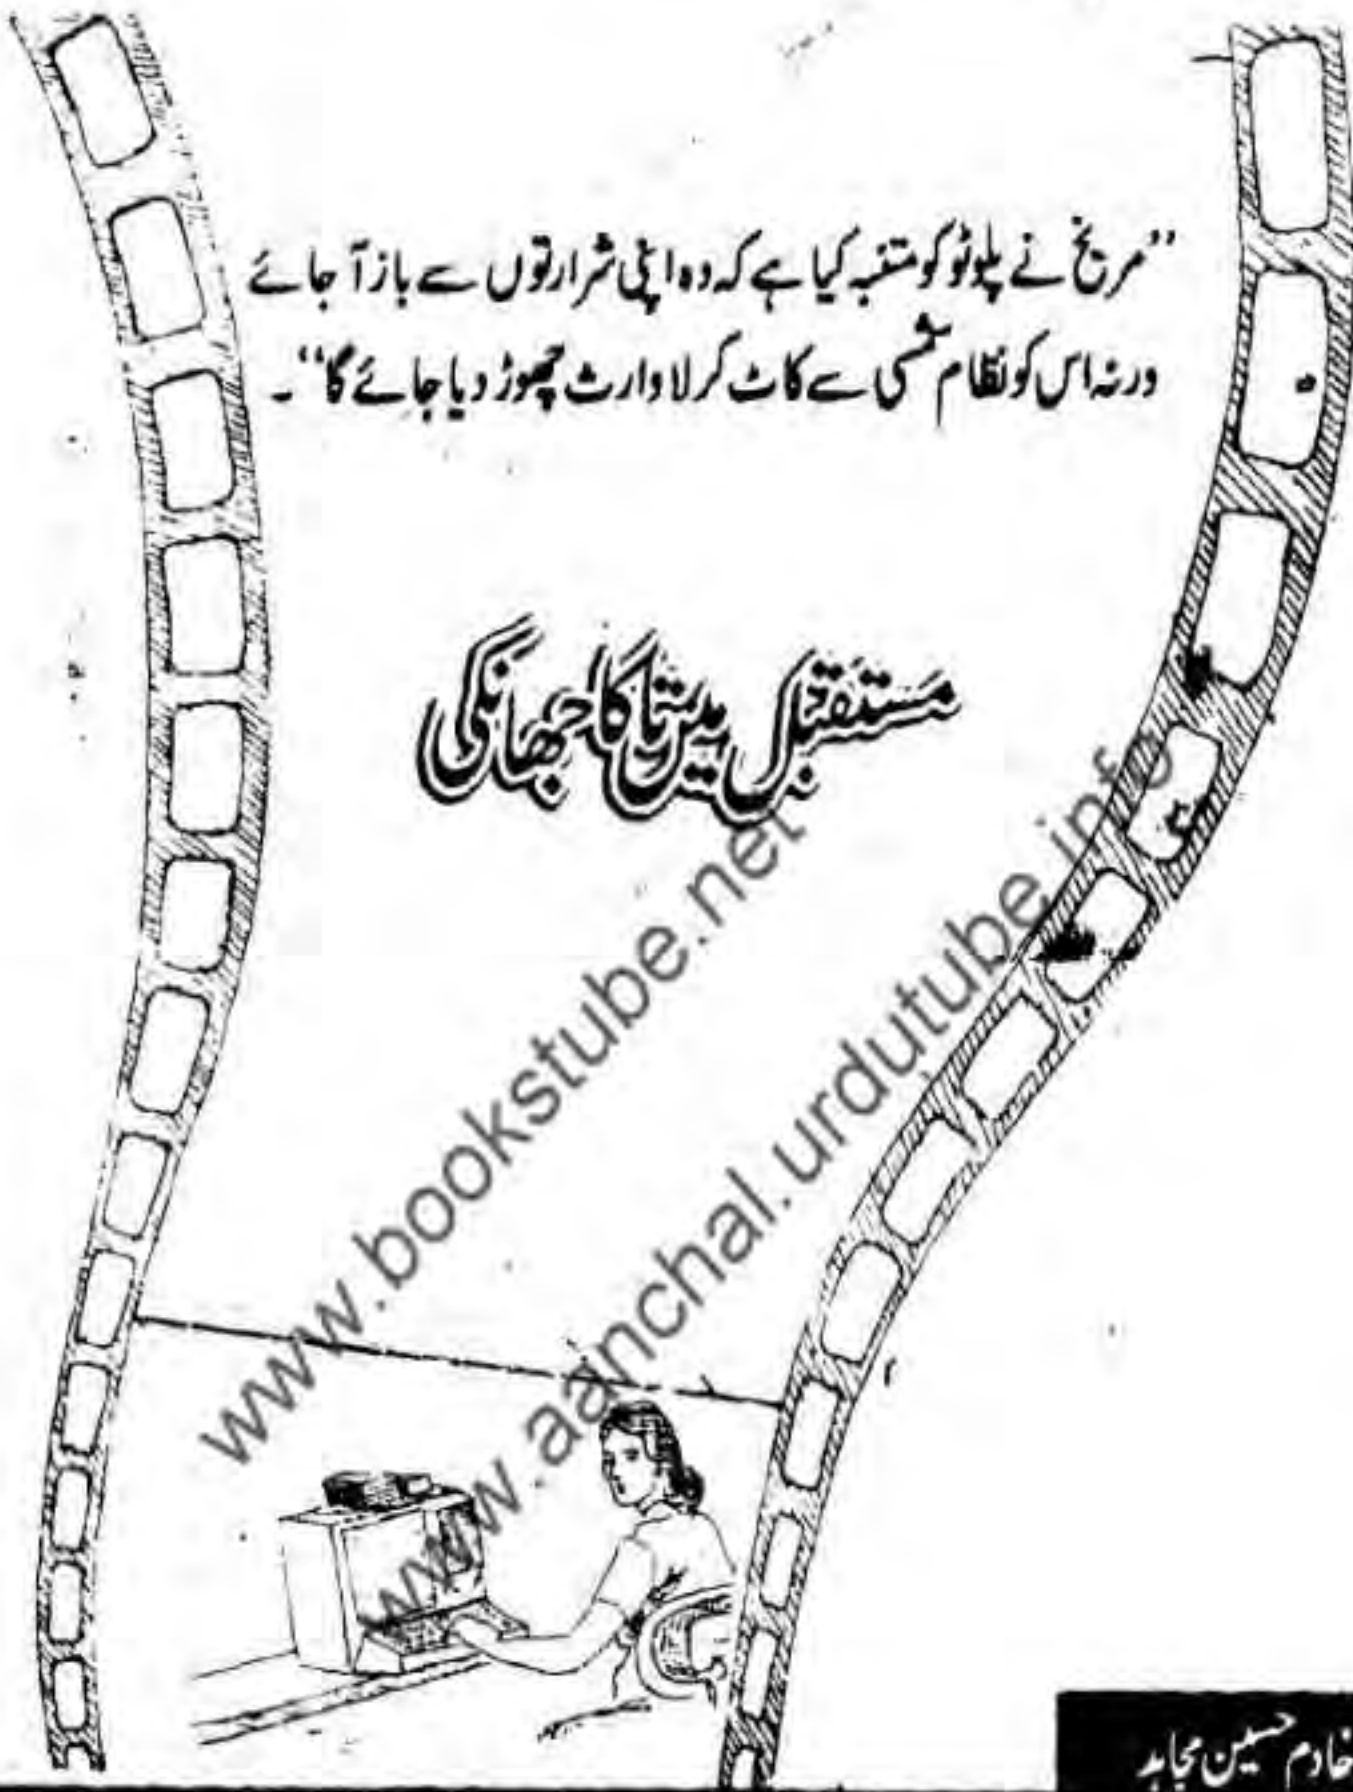 ’’مریخ نے پلوٹو کو متنبہ کیا ہے کہ وہ اپنی شرارتوں سے باز آ جائے
ورنہ اس کو نظام شمسی سے کاٹ کر لاوارث چھوڑ دیا جائے گا‘‘۔
مستقبل میں تاکا جھانکی
www.bookstube.net
www.aanchal.urdutube.info
خادم حسین مجاہد